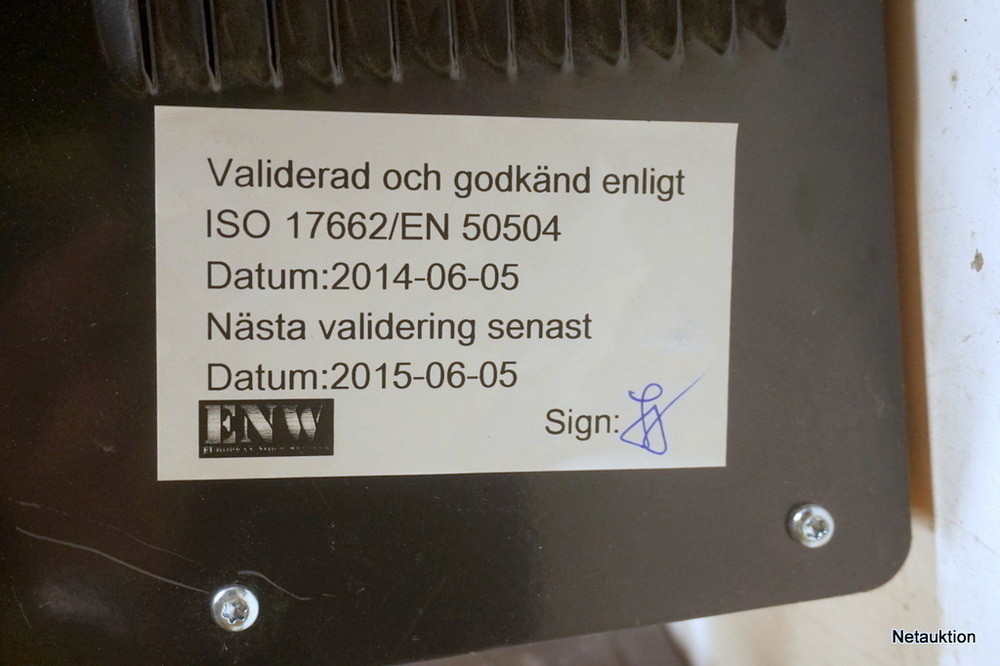 Validerad och godkänd enligt
ISO 17662/EN 50504
Datum:2014-06-05
Nästa validering senast
Datum:2015-06-05
ENW
Sign:
Netauktion